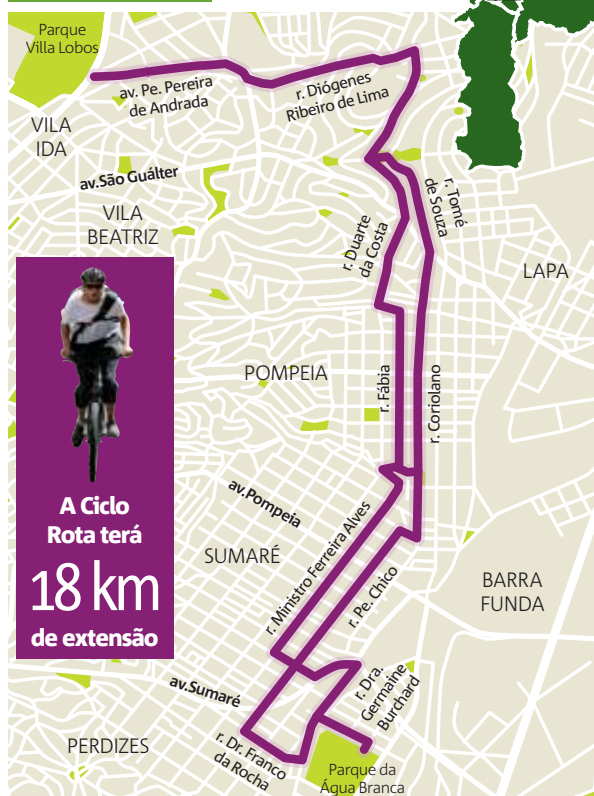 Parque
Villa Lobos
av. Pe. Pereira
de Andrada
r. Diógenes
Ribeiro de Lima
VILA
IDA
av.São Guálter
VILA
BEATRIZ
r. Tomé
de Souza
r. Duarte
da Costa
LAPA
POMPEIA
r. Fábia
r. Coriolano
A Ciclo
Rota terá
18 km
de extensão
av.Pompeia
SUMARÉ
r. Ministro Ferreira Alves
r. Pe. Chico
BARRA
FUNDA
av.Sumaré
r. Dra.
Germaine
Burchard
PERDIZES
r. Dr. Franco
da Rocha
Parque da
Água Branca